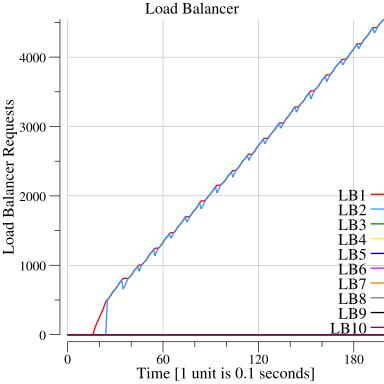 Load Balancer
Load Balancer Requests
4000
3000
2000
1000
0
LB1
LB2
LB3
LB4
LB5
LB6
LB7
LB8
LB9
LB10
0 60 120 180
Time [1 unit is 0.1 seconds]